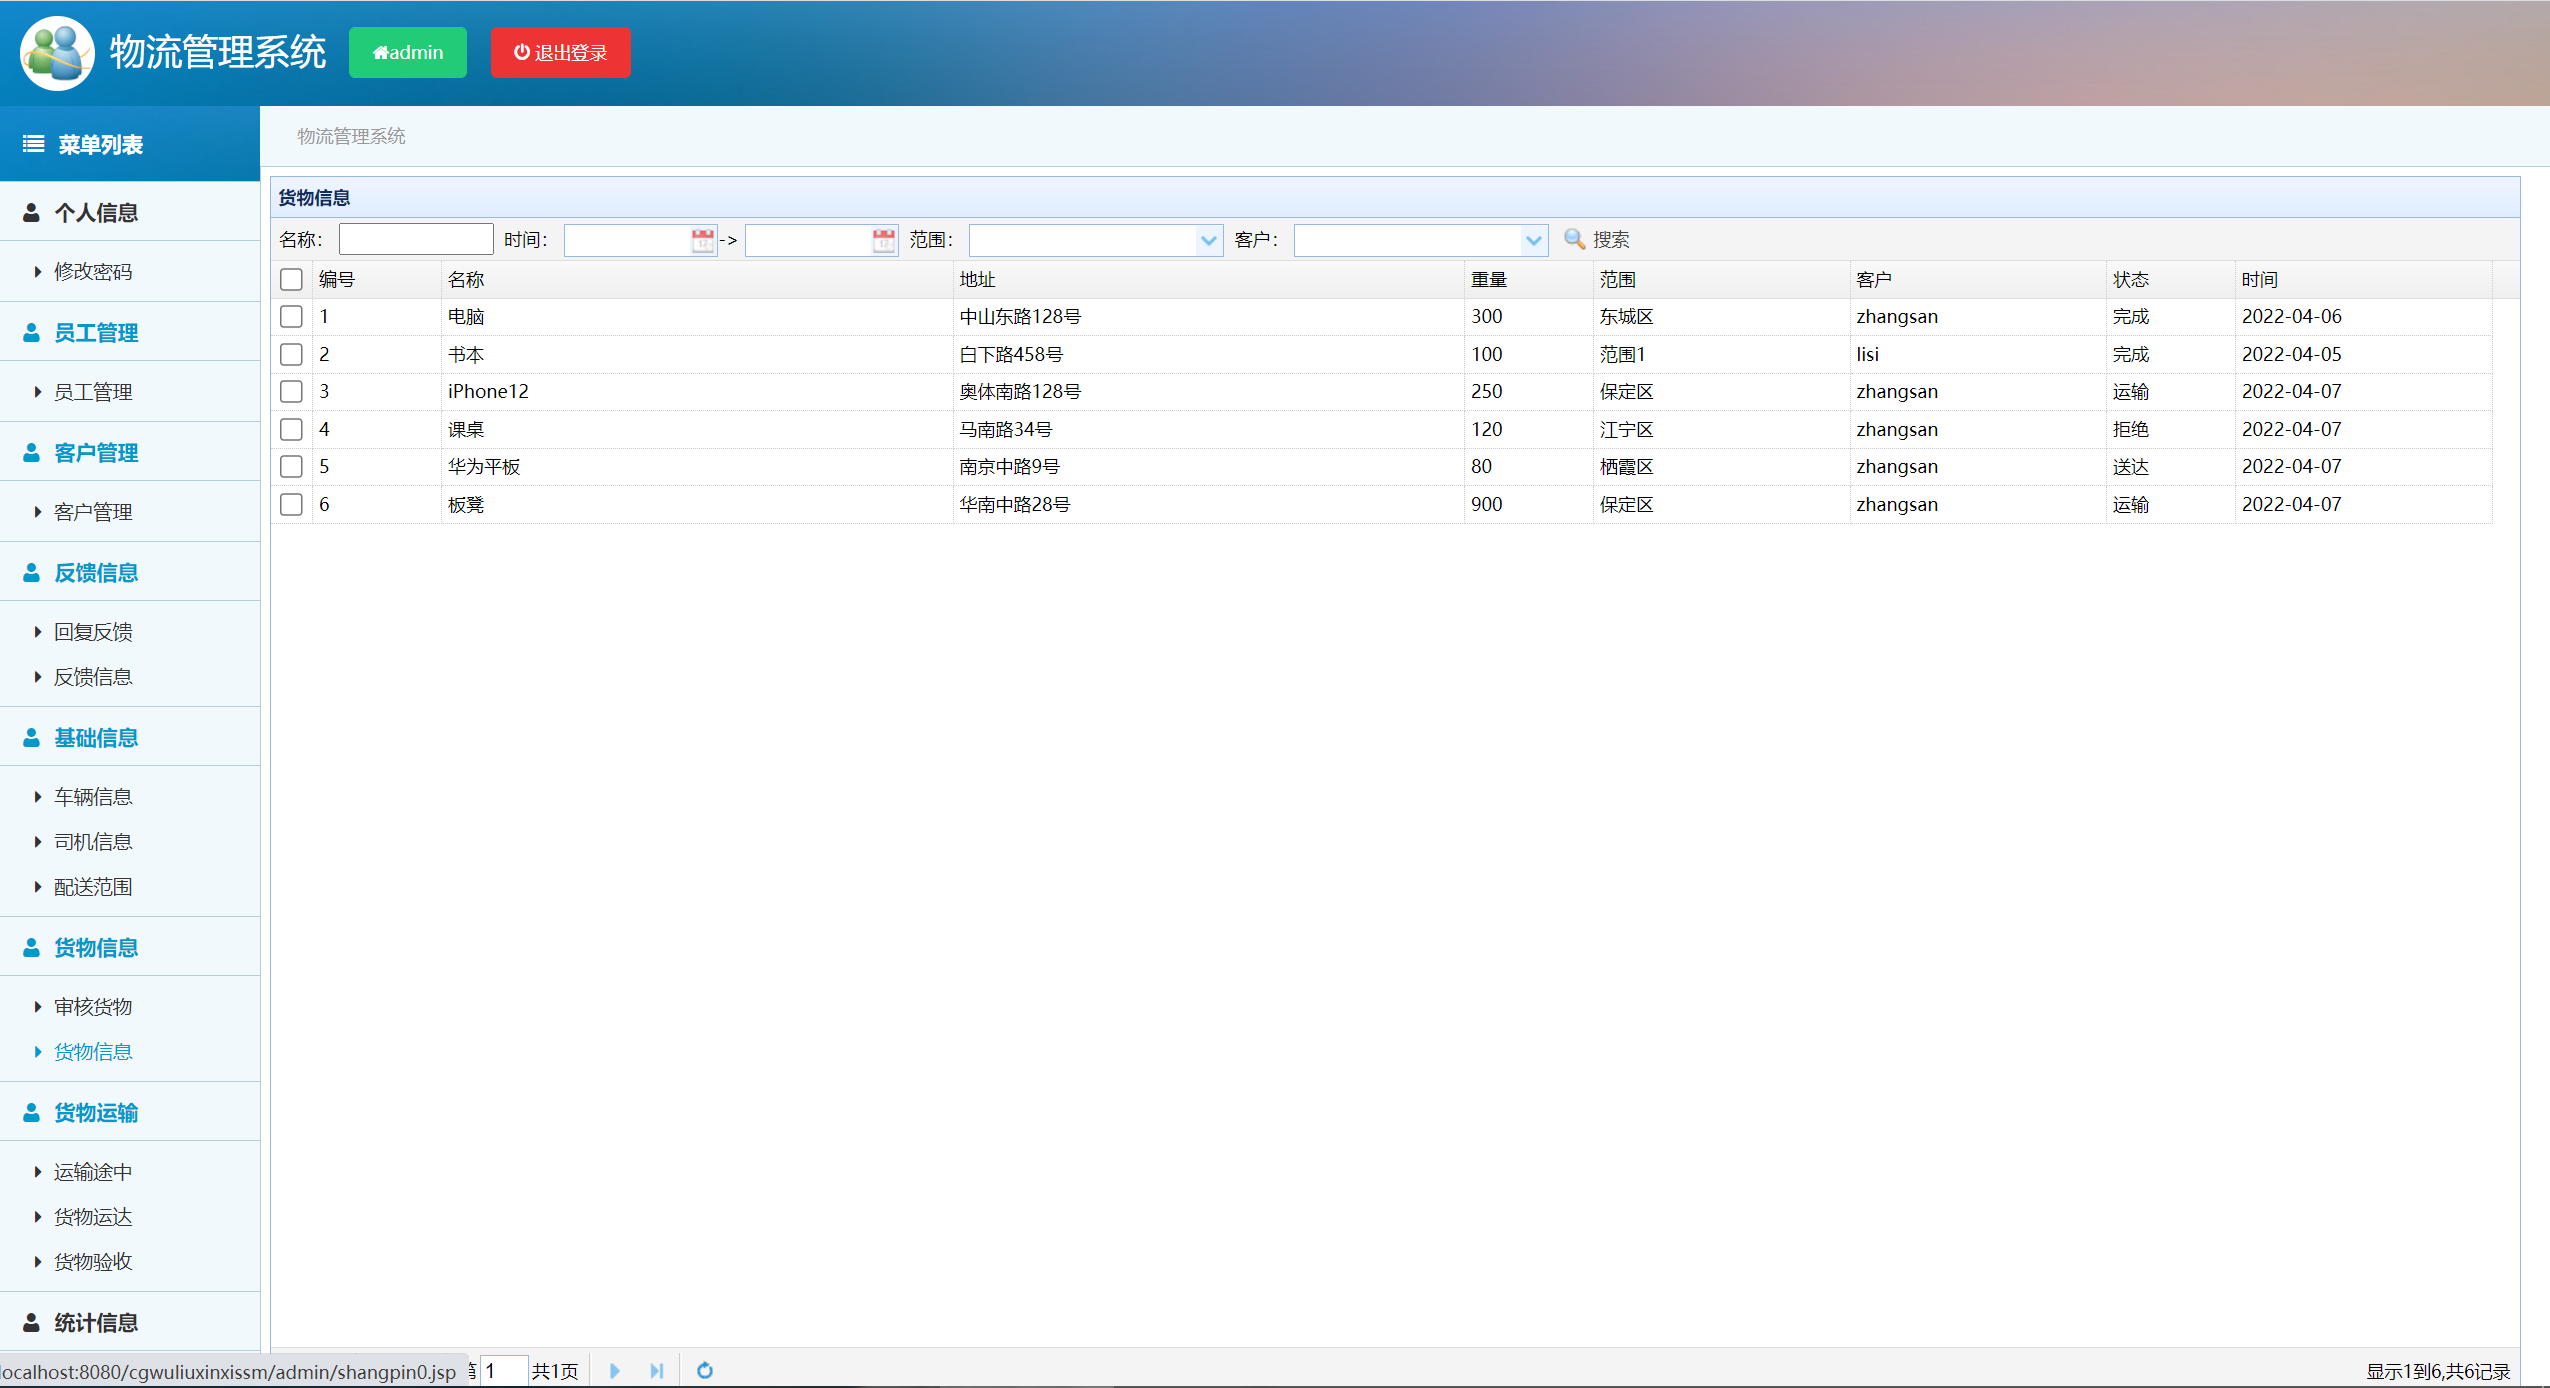 物流管理系统 admin 退出登录
菜单列表
个人信息
修改密码
员工管理
员工管理
客户管理
客户管理
反馈信息
回复反馈
反馈信息
基础信息
车辆信息
司机信息
配送范围
货物信息
审核货物
货物信息
货物运输
运输途中
货物运达
货物验收
统计信息
物流管理系统
货物信息
名称： 时间： -> 范围： 客户： 搜索
编号 名称 地址 重量 范围 客户 状态 时间
1 电脑 中山东路128号 300 东城区 zhangsan 完成 2022-04-06
2 书本 白下路458号 100 范围1 lisi 完成 2022-04-05
3 iPhone12 奥体南路128号 250 保定区 zhangsan 运输 2022-04-07
4 课桌 马南路34号 120 江宁区 zhangsan 拒绝 2022-04-07
5 华为平板 南京中路9号 80 栖霞区 zhangsan 送达 2022-04-07
6 板凳 华南中路28号 900 保定区 zhangsan 运输 2022-04-07
localhost:8080/cgwuliuxinxissm/admin/shangpin0.jsp 第 1 共1页 显示1到6,共6记录